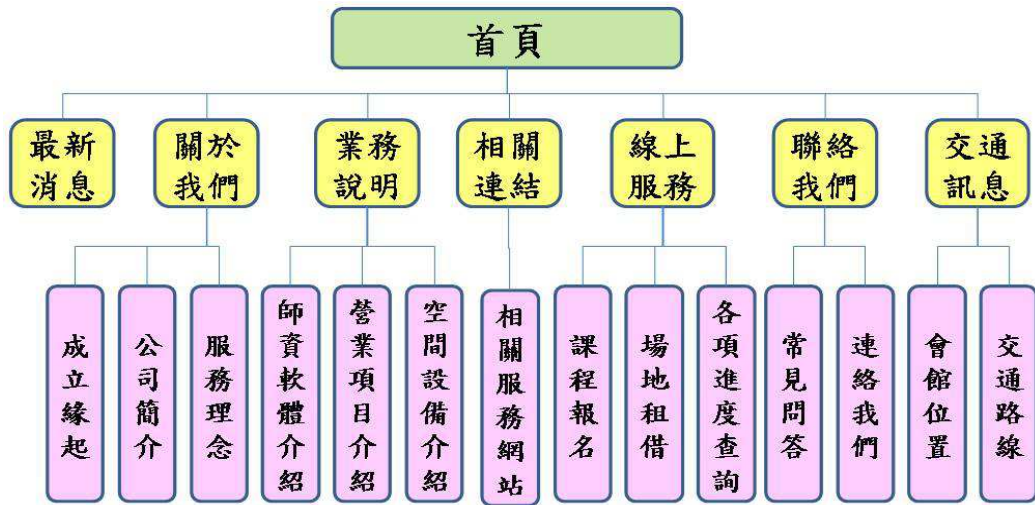 首頁
最新
消息
關於
我們
業務
說明
相關
連結
線上
服務
聯絡
我們
交通
訊息
成立緣起
公司簡介
服務理念
師資軟體介紹
營業項目介紹
空間設備介紹
相關服務網站
課程報名
場地租借
各項進度查詢
常見問答
連絡我們
會館位置
交通路線